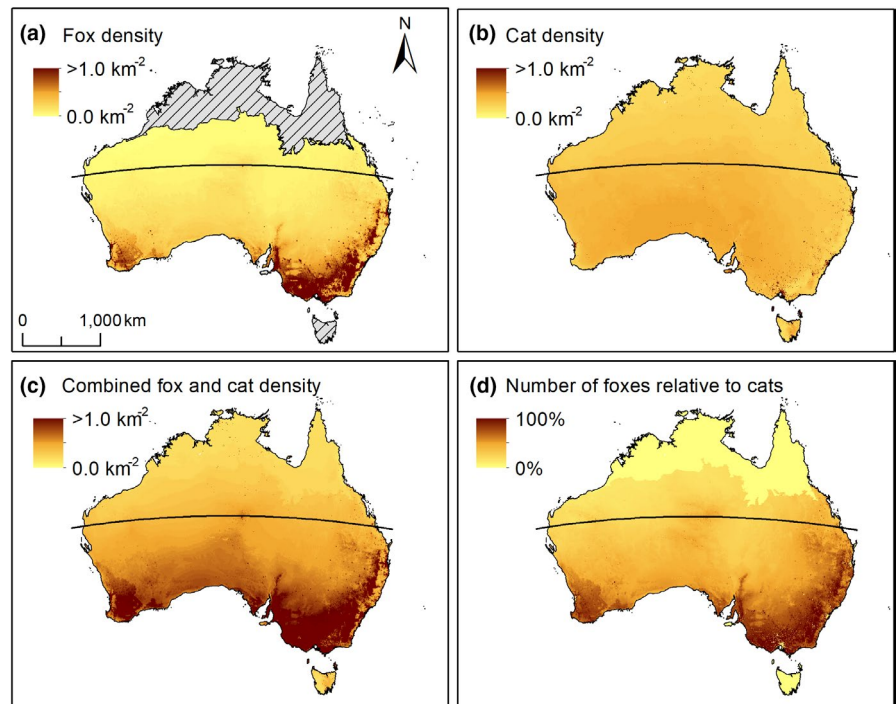 (a) Fox density
N
>1.0 km-2
0.0 km-2
0 1,000 km
(b) Cat density
>1.0 km-2
0.0 km-2
(c) Combined fox and cat density
>1.0 km-2
0.0 km-2
(d) Number of foxes relative to cats
100%
0%